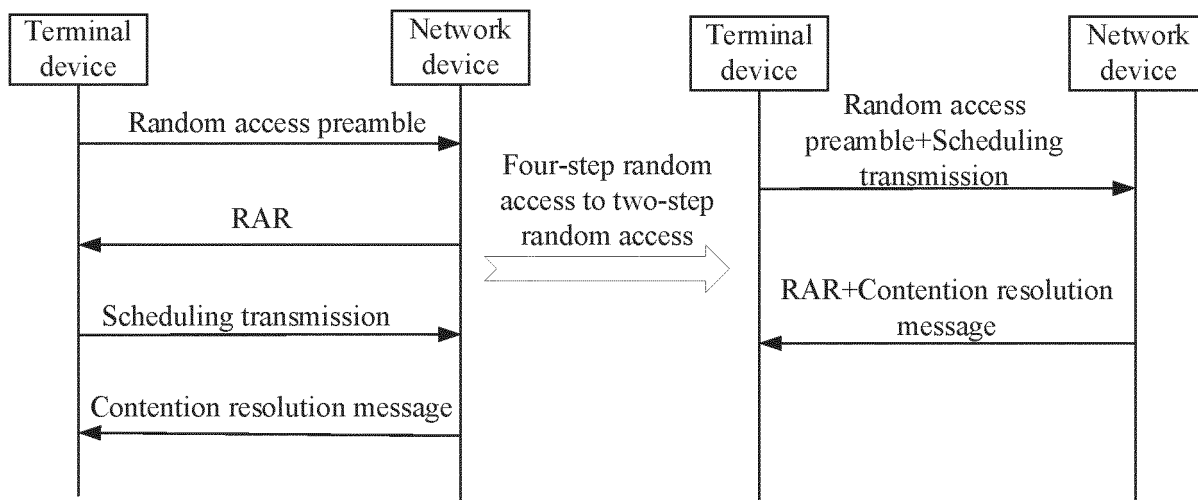 Terminal
device
Network
device
Random access preamble
RAR
Scheduling transmission
Contention resolution message
Four-step random
access to two-step
random access
Terminal
device
Network
device
Random access
preamble+Scheduling
transmission
RAR+Contention resolution
message